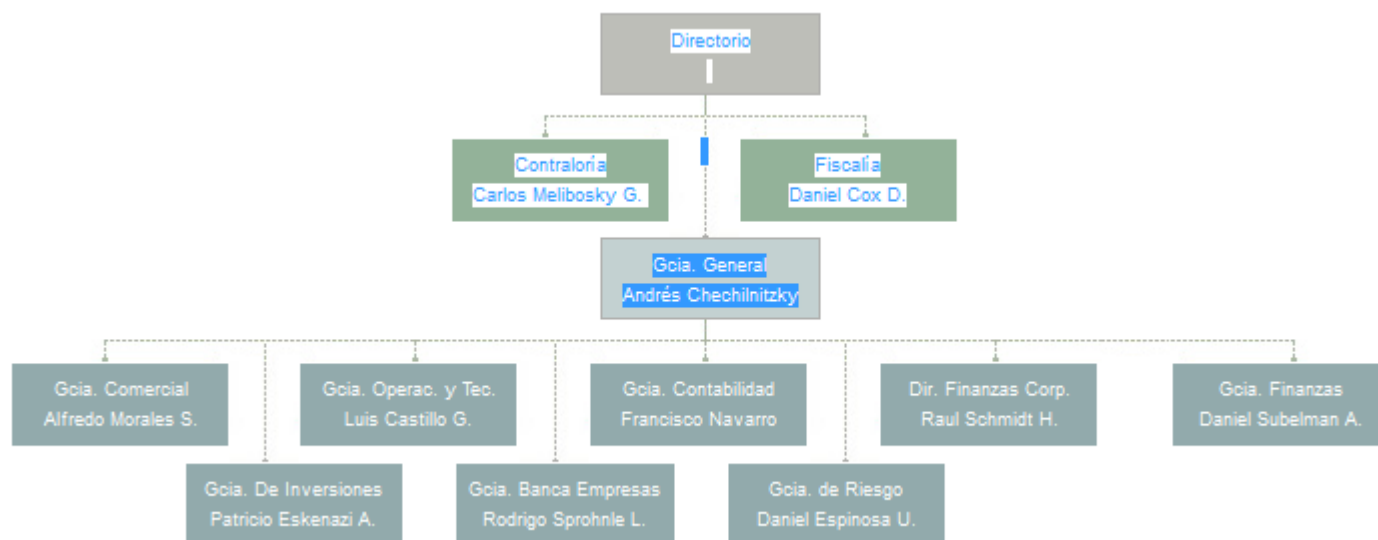 Directorio
Contraloría
Carlos Melibosky G.
Fiscalía
Daniel Cox D.
Gcia. General
Andrés Chechilnitzky
Gcia. Comercial
Alfredo Morales S.
Gcia. Operac. y Tec.
Luis Castillo G.
Gcia. Contabilidad
Francisco Navarro
Dir. Finanzas Corp.
Raul Schmidt H.
Gcia. Finanzas
Daniel Subelman A.
Gcia. De Inversiones
Patricio Eskenazi A.
Gcia. Banca Empresas
Rodrigo Sprohnle L.
Gcia. de Riesgo
Daniel Espinosa U.